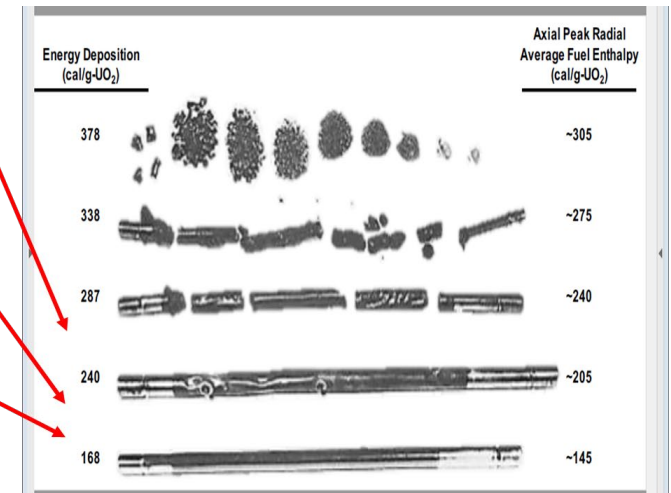 Energy Deposition
(cal/g-UO₂)
Axial Peak Radial
Average Fuel Enthalpy
(cal/g-UO₂)
378 ~305
338 ~275
287 ~240
240 ~205
168 ~145